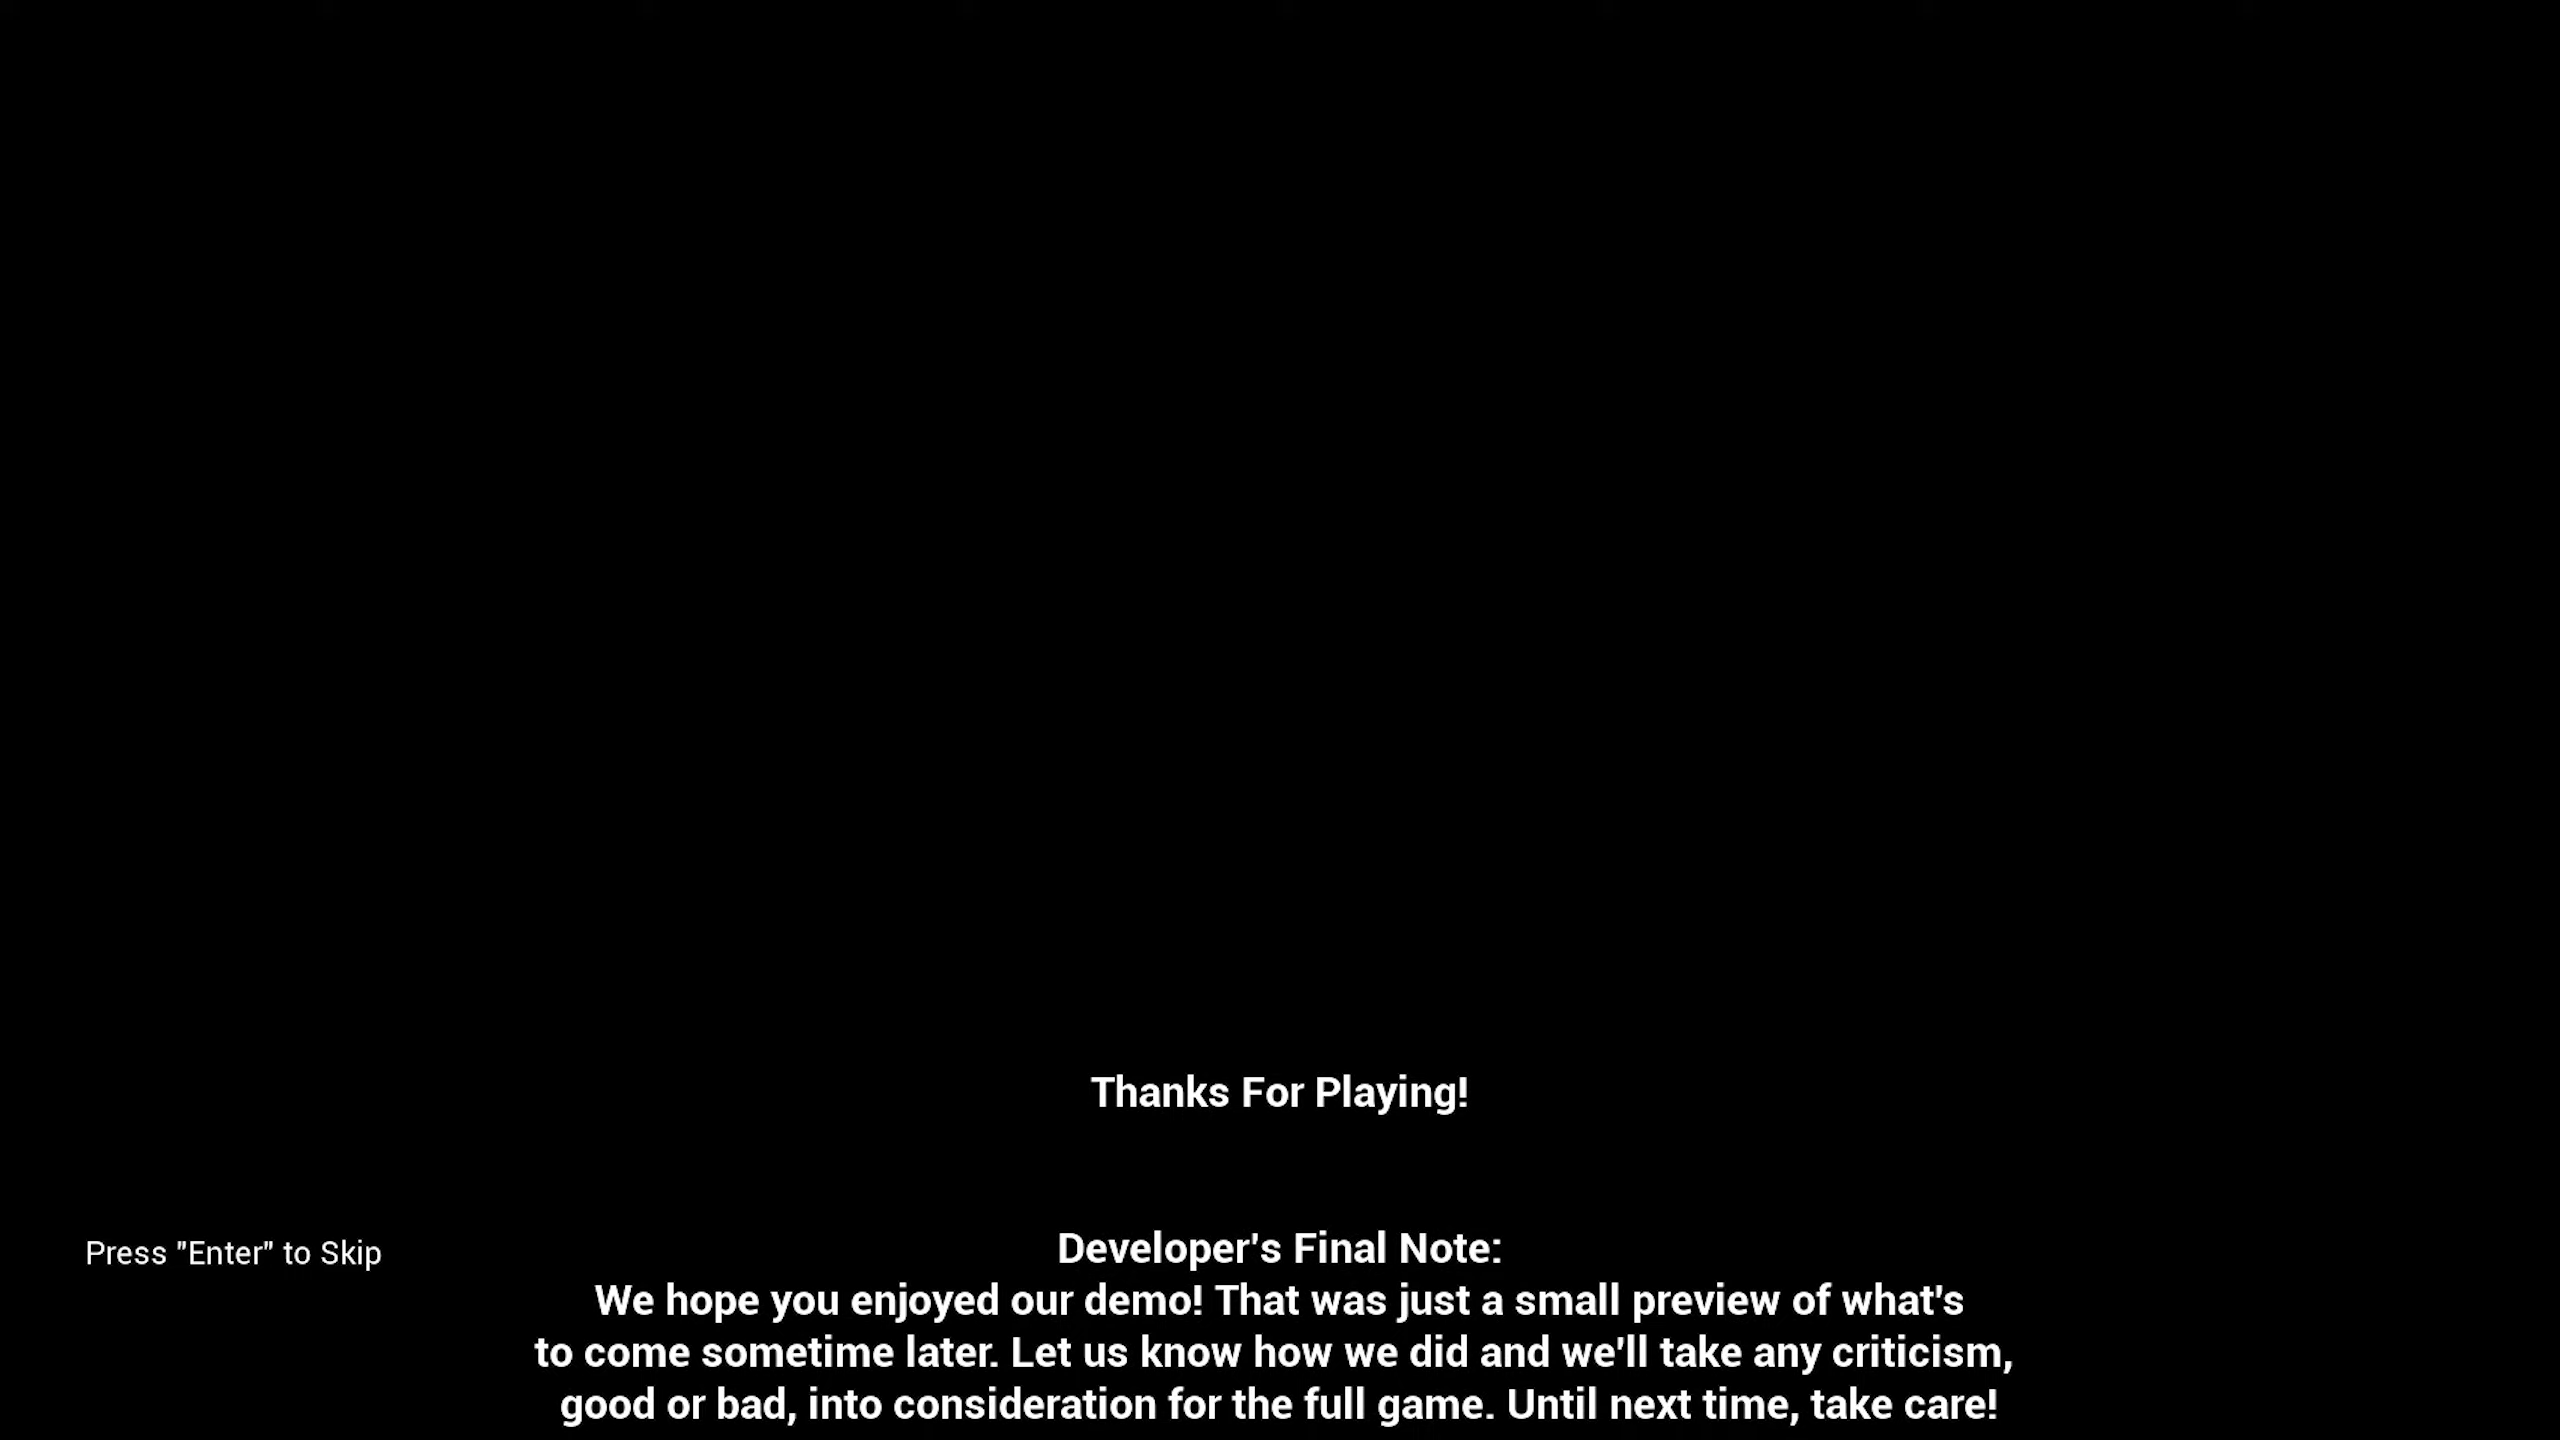 Thanks For Playing!
Press "Enter" to Skip
Developer's Final Note:
We hope you enjoyed our demo! That was just a small preview of what's
to come sometime later. Let us know how we did and we'll take any criticism,
good or bad, into consideration for the full game. Until next time, take care!